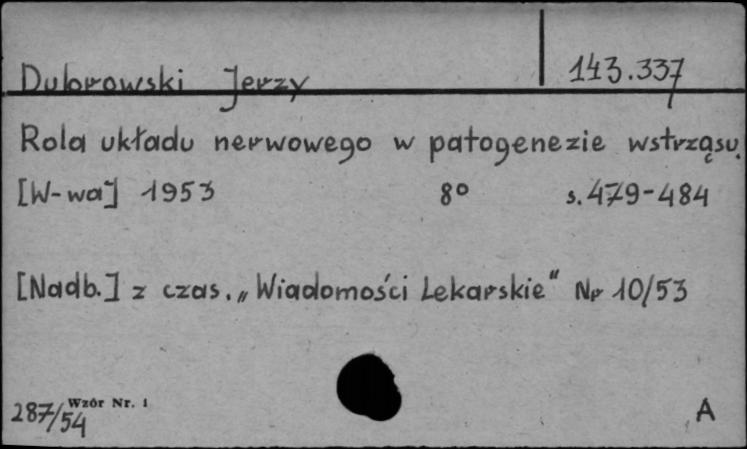 Dubrowski Jerzy 143.337
Rola układu nerwowego w patogenezie wstrząsu.
[W-wa] 1953 8° s. 479-484
[Nadb.] z czas. „Wiadomości Lekarskie" Nr 10/53
287/54 Wzór Nr. 1 A